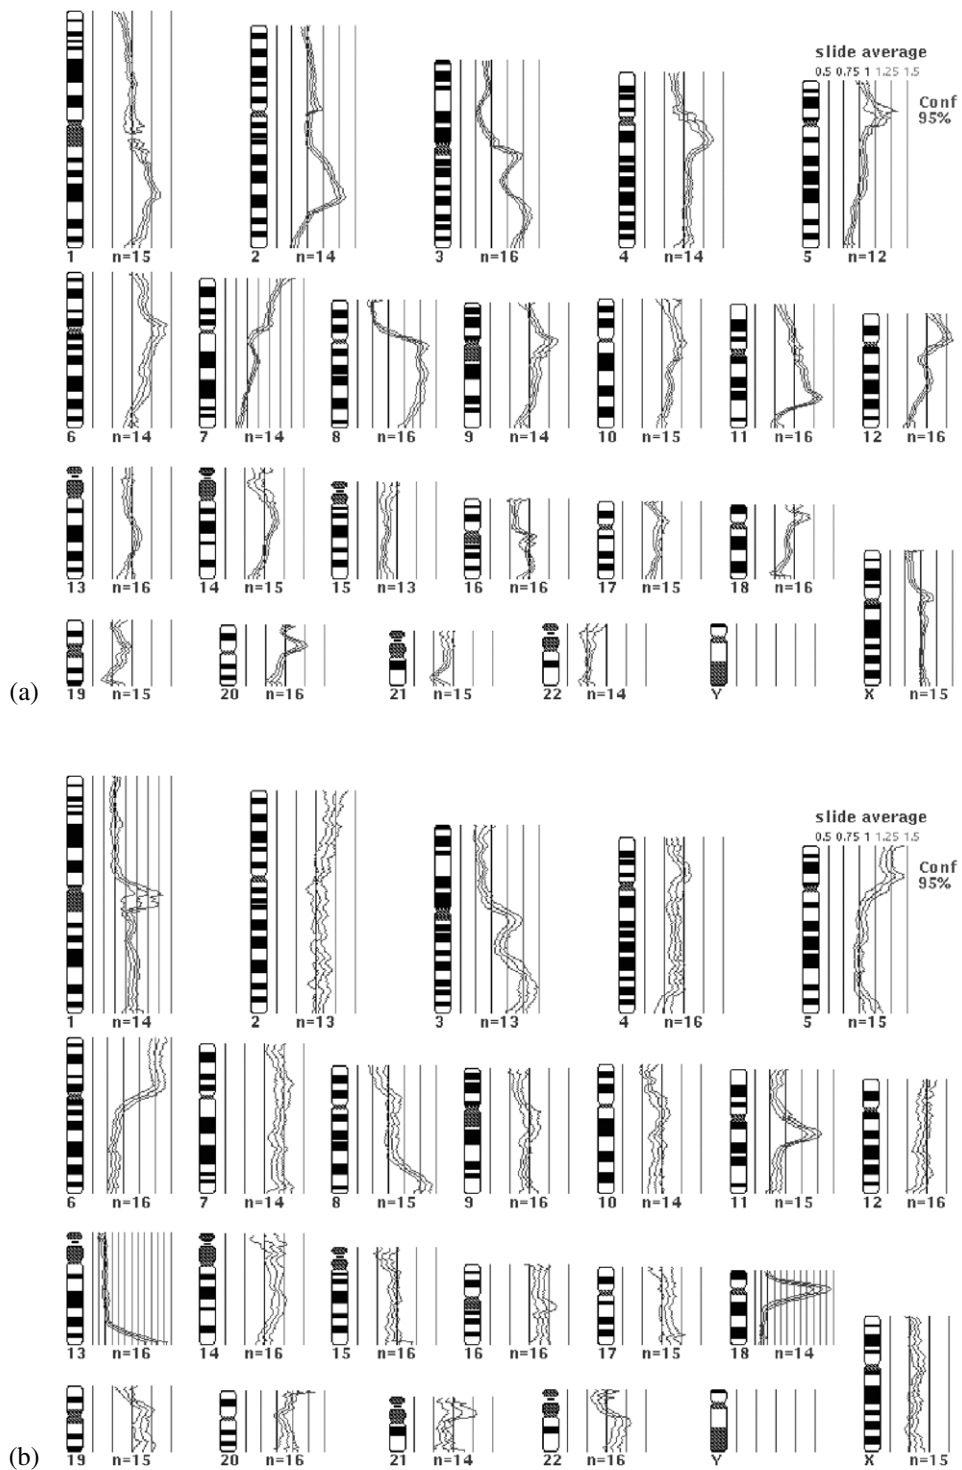 slide average
0.5 0.75 1 1.25 1.5
Conf
95%
1 n=15
2 n=14
3 n=16
4 n=14
5 n=12
6 n=14
7 n=14
8 n=16
9 n=14
10 n=15
11 n=16
12 n=16
13 n=16
14 n=15
15 n=13
16 n=16
17 n=15
18 n=16
19 n=15
20 n=16
21 n=15
22 n=14
Y
X n=15
(a)
slide average
0.5 0.75 1 1.25 1.5
Conf
95%
1 n=14
2 n=13
3 n=13
4 n=16
5 n=15
6 n=16
7 n=14
8 n=15
9 n=16
10 n=14
11 n=15
12 n=16
13 n=16
14 n=16
15 n=16
16 n=16
17 n=15
18 n=14
19 n=15
20 n=16
21 n=14
22 n=16
Y
X n=15
(b)